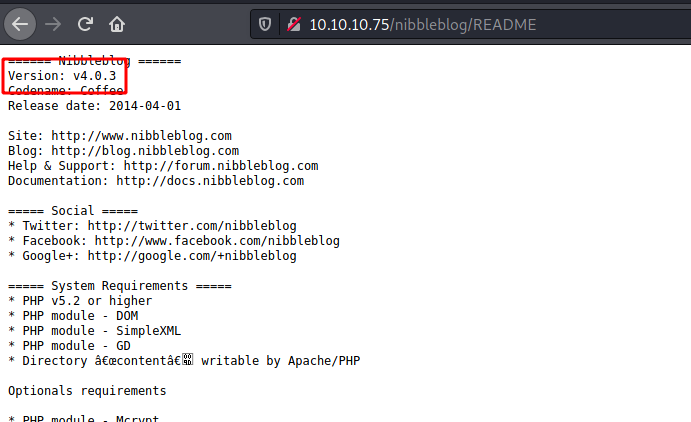 10.10.10.75/nibbleblog/README
====== Nibbleblog ======
Version: v4.0.3
Codename: Coffee
Release date: 2014-04-01
Site: http://www.nibbleblog.com
Blog: http://blog.nibbleblog.com
Help & Support: http://forum.nibbleblog.com
Documentation: http://docs.nibbleblog.com
===== Social =====
* Twitter: http://twitter.com/nibbleblog
* Facebook: http://www.facebook.com/nibbleblog
* Google+: http://google.com/+nibbleblog
===== System Requirements =====
* PHP v5.2 or higher
* PHP module - DOM
* PHP module - SimpleXML
* PHP module - GD
* Directory “content†writable by Apache/PHP
Optionals requirements
* PHP module - Mcrypt